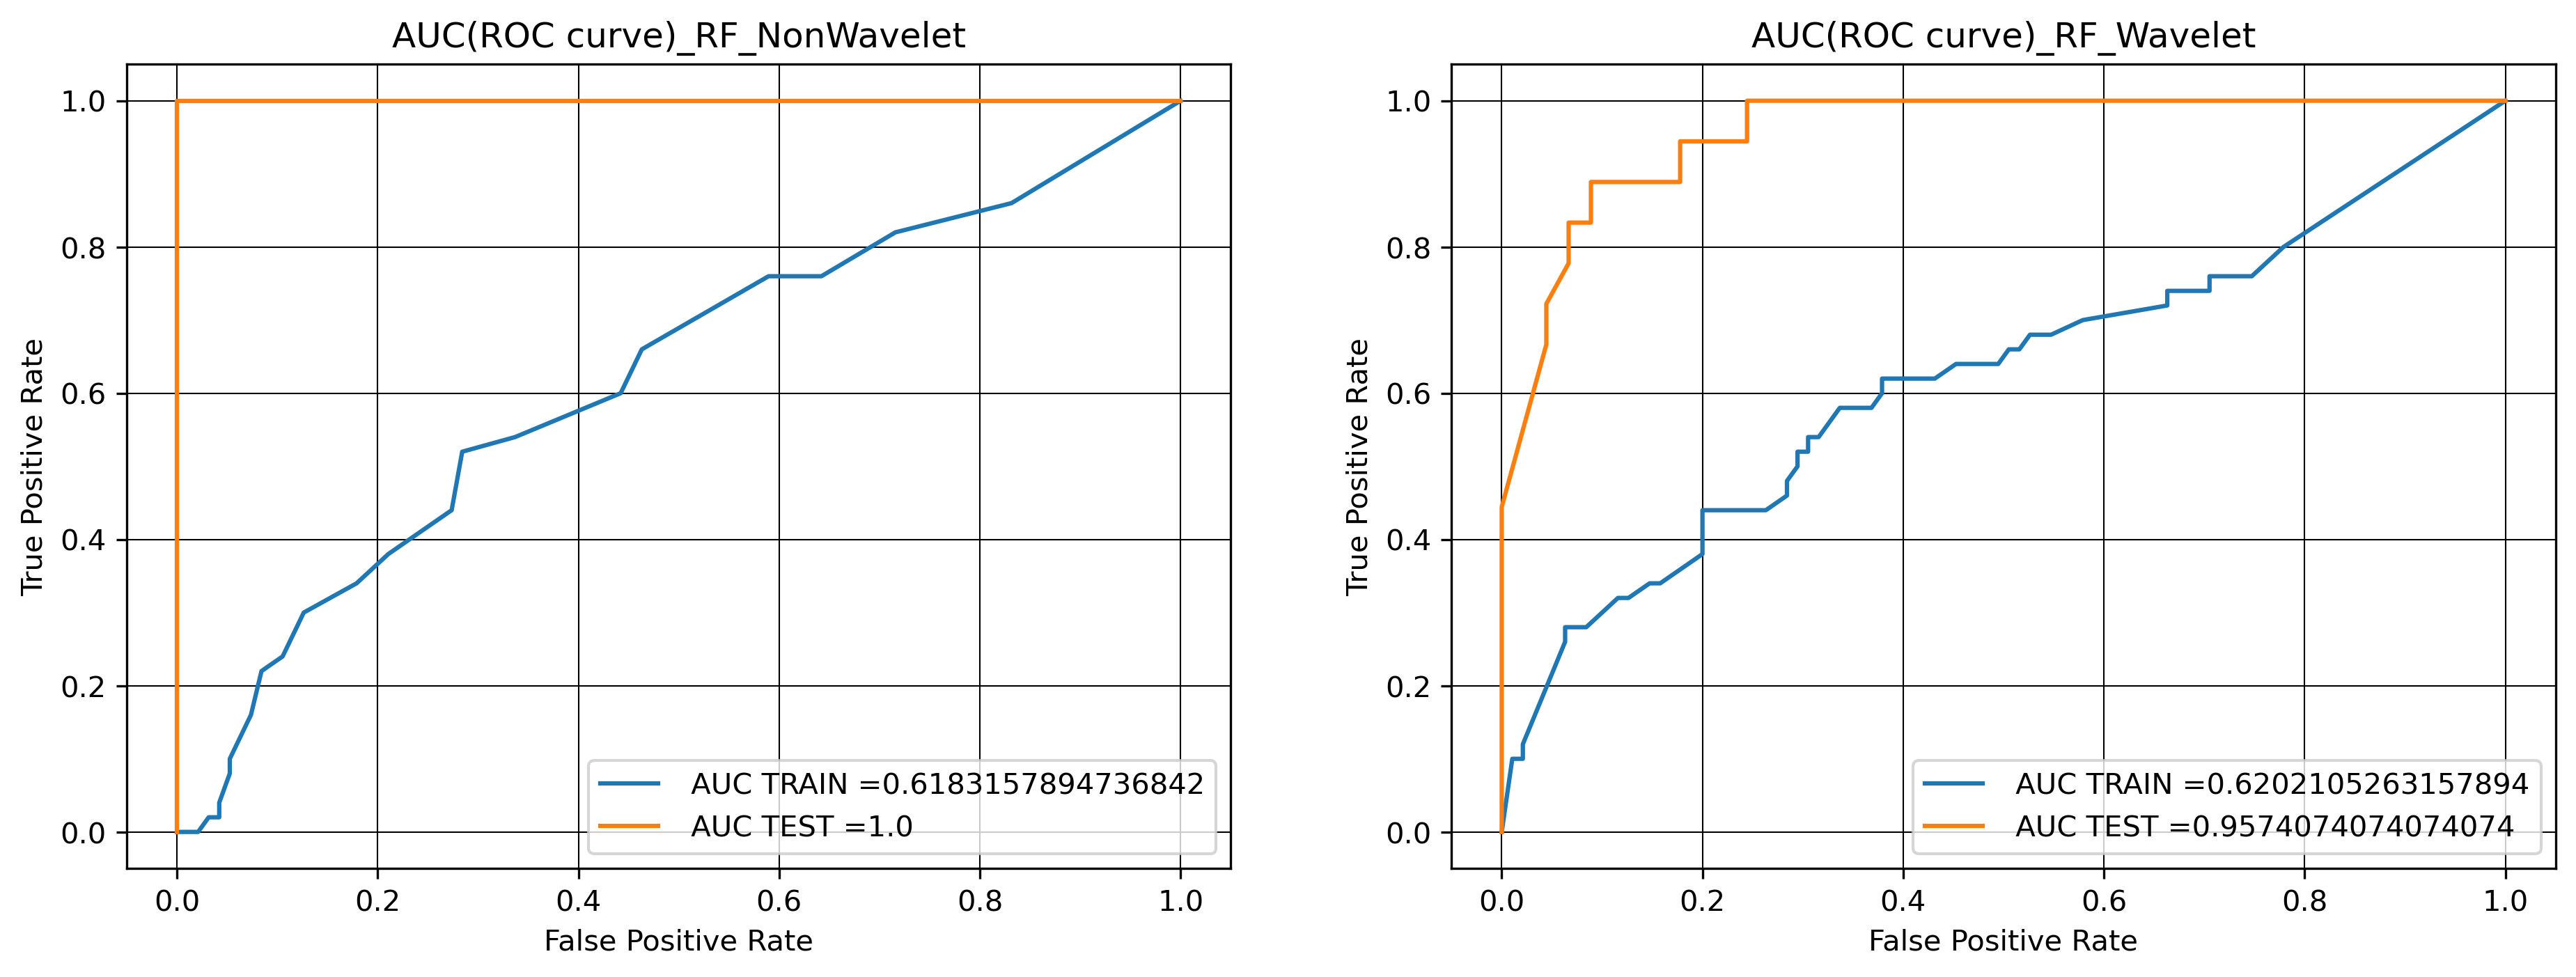 AUC(ROC curve)_RF_NonWavelet
1.0
0.8
0.6
0.4
0.2
0.0
True Positive Rate
AUC TRAIN =0.6183157894736842
AUC TEST =1.0
0.0 0.2 0.4 0.6 0.8 1.0
False Positive Rate
AUC(ROC curve)_RF_Wavelet
1.0
0.8
0.6
0.4
0.2
0.0
True Positive Rate
AUC TRAIN =0.6202105263157894
AUC TEST =0.9574074074074074
0.0 0.2 0.4 0.6 0.8 1.0
False Positive Rate